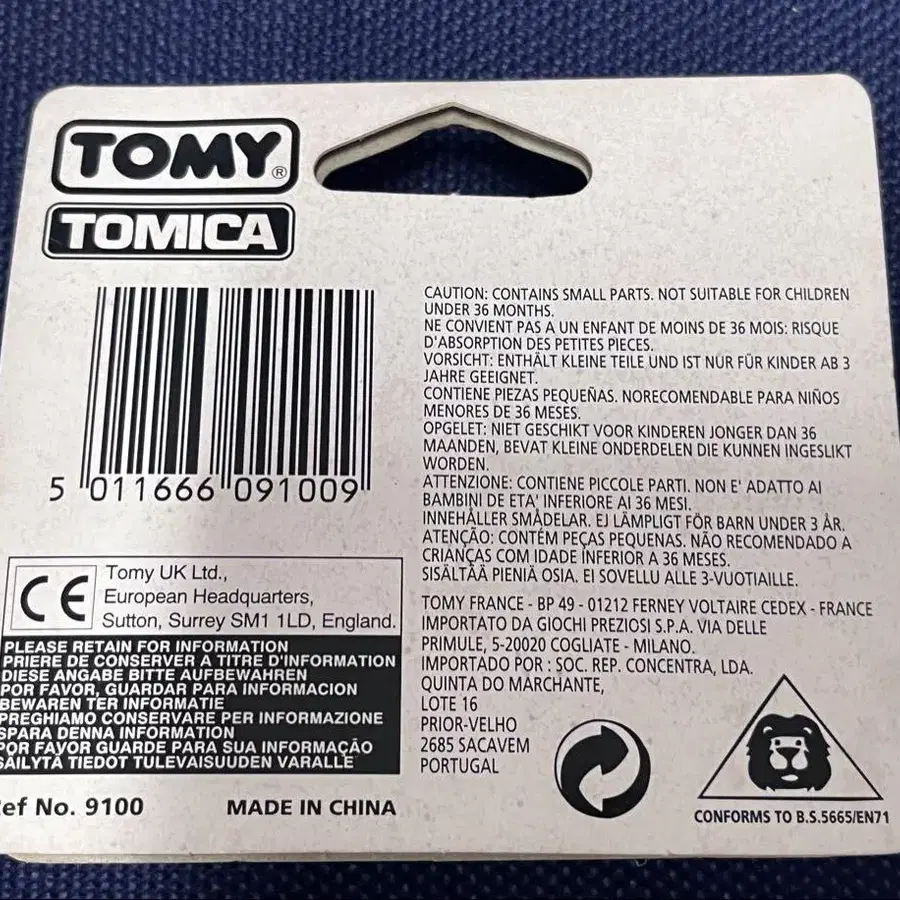 TOMY®
TOMICA
5 011666 091009
CE
Tomy UK Ltd.,
European Headquarters,
Sutton, Surrey SM1 1LD, England.
PLEASE RETAIN FOR INFORMATION
PRIERE DE CONSERVER A TITRE D'INFORMATION
DIESE ANGABE BITTE AUFBEWAHREN
POR FAVOR, GUARDAR PARA INFORMACION
BEWAREN TER INFORMATIE
PREGHIAMO CONSERVARE PER INFORMAZIONE
SPARA DENNA INFORMATION
POR FAVOR GUARDE PARA SUA INFORMAÇÃO
SAILYTA TIEDOT TULEVAISUUDEN VARALLE
ef No. 9100
MADE IN CHINA
CAUTION: CONTAINS SMALL PARTS. NOT SUITABLE FOR CHILDREN
UNDER 36 MONTHS.
NE CONVIENT PAS A UN ENFANT DE MOINS DE 36 MOIS: RISQUE
D'ABSORPTION DES PETITES PIECES.
VORSICHT: ENTHÄLT KLEINE TEILE UND IST NUR FÜR KINDER AB 3
JAHRE GEEIGNET.
CONTIENE PIEZAS PEQUEÑAS. NORECOMENDABLE PARA NIÑOS
MENORES DE 36 MESES.
OPGELET: NIET GESCHIKT VOOR KINDEREN JONGER DAN 36
MAANDEN, BEVAT KLEINE ONDERDELEN DIE KUNNEN INGESLIKT
WORDEN.
ATTENZIONE: CONTIENE PICCOLE PARTI. NON E' ADATTO AI
BAMBINI DE ETA' INFERIORE AI 36 MESI.
INNEHÅLLER SMÅDELAR. EJ LÄMPLIGT FÖR BARN UNDER 3 ÅR.
ATENÇÃO: CONTÉM PEÇAS PEQUENAS. NÃO RECOMENDADO A
CRIANÇAS COM IDADE INFERIOR A 36 MESES.
SISÄLTÄÄ PIENIÄ OSIA. EI SOVELLU ALLE 3-VUOTIAILLE.
TOMY FRANCE - BP 49 - 01212 FERNEY VOLTAIRE CEDEX - FRANCE
IMPORTATO DA GIOCHI PREZIOSI S.P.A. VIA DELLE
PRIMULE, 5-20020 COGLIATE - MILANO.
IMPORTADO POR : SOC. REP. CONCENTRA, LDA.
QUINTA DO MARCHANTE,
LOTE 16
PRIOR-VELHO
2685 SACAVEM
PORTUGAL
CONFORMS TO B.S.5665/EN71